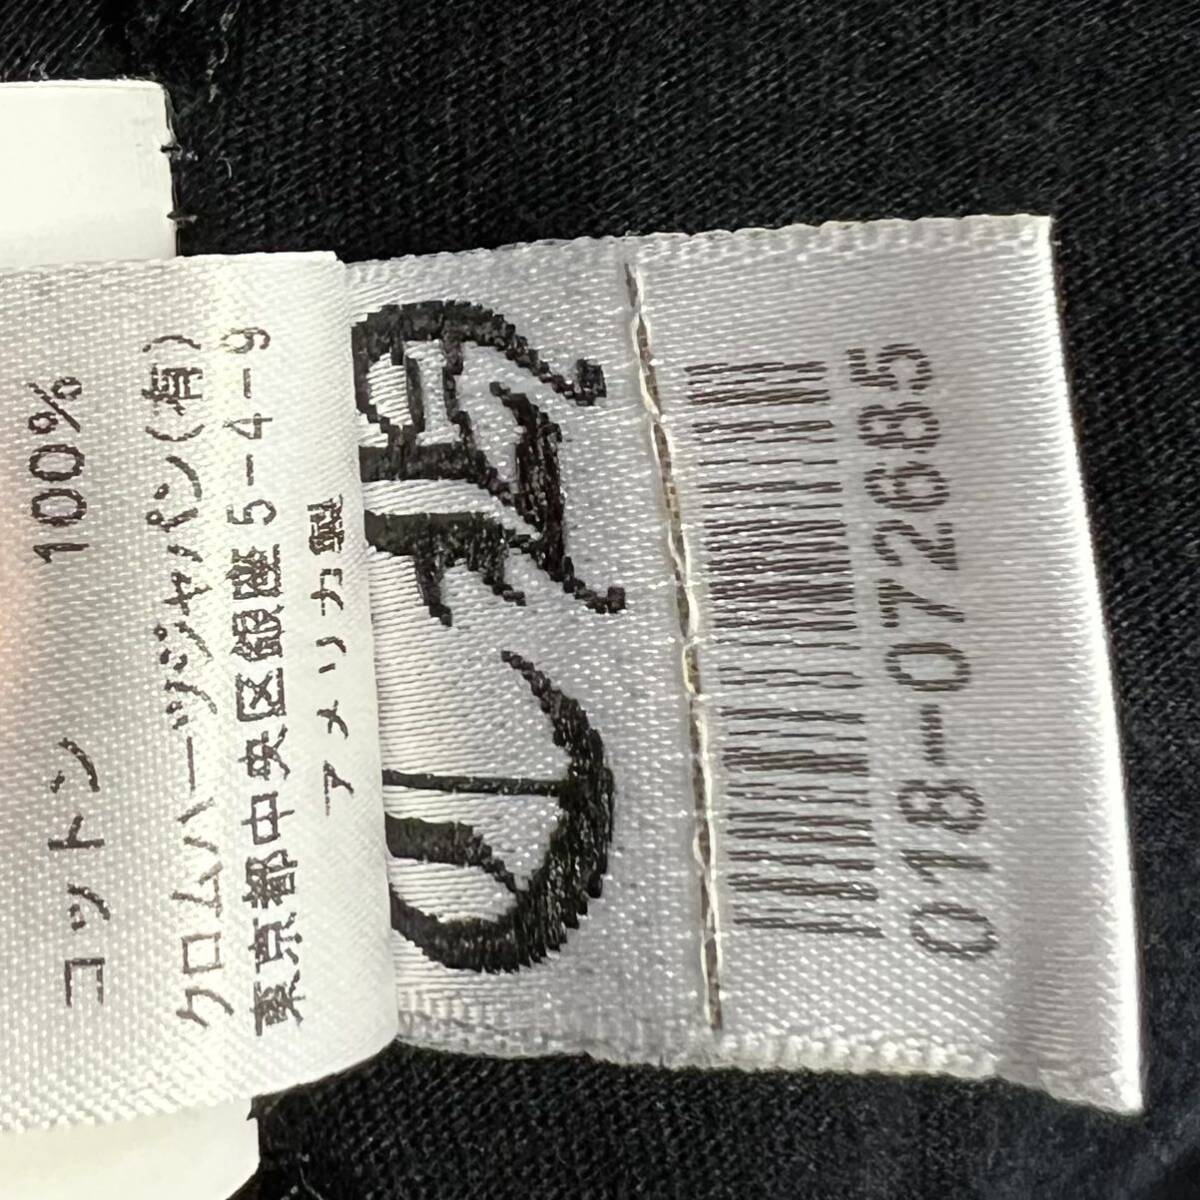 コットン 100%
クロムハーツジャパン(有)
東京都中央区銀座5-4-9
アメリカ製
CH
018-072685